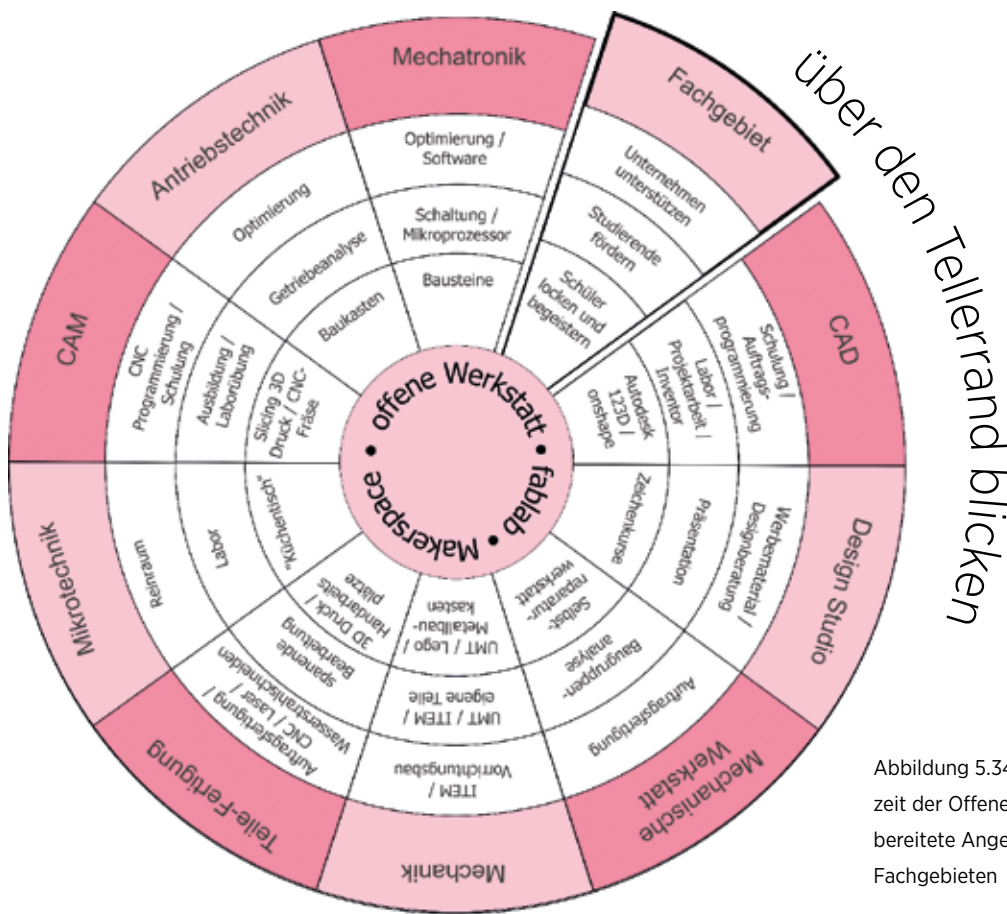 über den Tellerrand blicken
Fachgebiet
Unternehmen
unterstützen
Studierende
fördern
Schüler
locken und
begeistern
CAD
Schulung /
Auftrags-
programmierung
Labor /
Projektarbeit /
Inventor
Autodesk
123D /
onshape
Design Studio
Werbematerial /
Designberatung
Präsentation
Zeichenkurse
Mechanische
Werkstatt
Auftragsfertigung
Baugruppen-
analyse
Selbst-
reparatur-
werkstatt
Mechanik
ITEM /
Vorrichtungsbau
UMT / ITEM /
eigene Teile
UMT / Lego /
Metallbau-
kasten
Teile-Fertigung
Auftragsfertigung /
CNC / Laser /
Wasserstrahlschneiden
spanende
Bearbeitung
3D Druck /
Handarbeits-
plätze
Mikrotechnik
Reinraum
Labor
"Küchentisch"
CAM
CNC
Programmierung /
Schulung
Ausbildung /
Laborübung
Slicing 3D
Druck / CNC-
Fräse
Antriebstechnik
Optimierung
Getriebeanalyse
Baukasten
Mechatronik
Optimierung /
Software
Schaltung /
Mikroprozessor
Bausteine
• offene Werkstatt • fablab • Makerspace
Abbildung 5.34
zeit der Offene
bereitete Ange
Fachgebieten